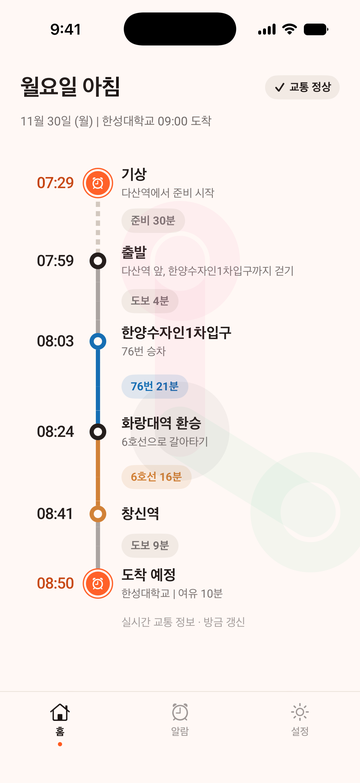 9:41
월요일 아침
교통 정상
11월 30일 (월) | 한성대학교 09:00 도착
07:29
기상
다산역에서 준비 시작
준비 30분
07:59
출발
다산역 앞, 한양수자인1차입구까지 걷기
도보 4분
08:03
한양수자인1차입구
76번 승차
76번 21분
08:24
화랑대역 환승
6호선으로 갈아타기
6호선 16분
08:41
창신역
도보 9분
08:50
도착 예정
한성대학교 | 여유 10분
실시간 교통 정보 · 방금 갱신
홈
알람
설정